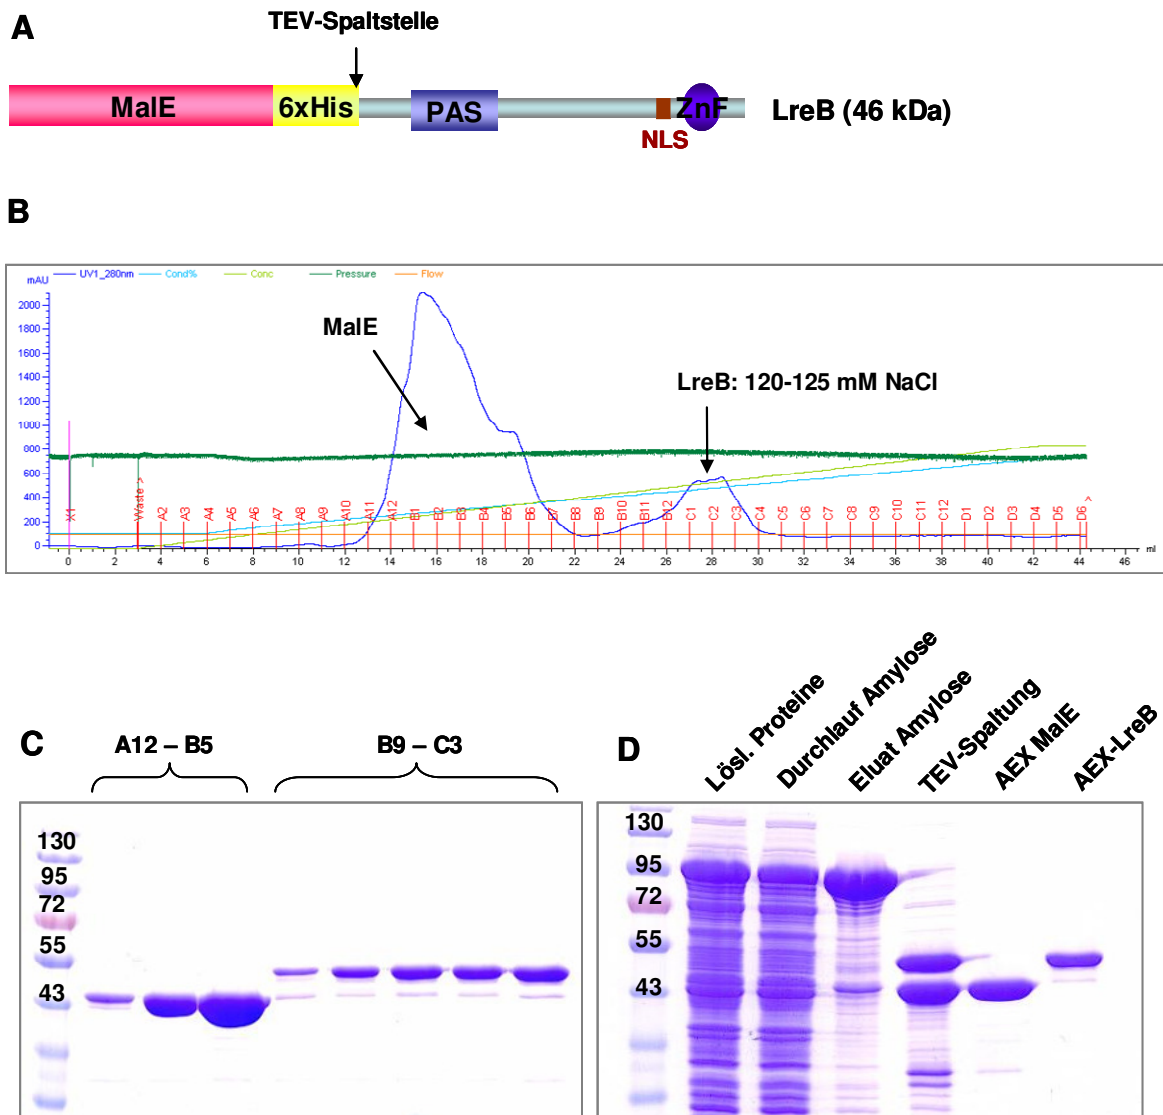 A
TEV-Spaltstelle
MalE 6xHis PAS ZnF LreB (46 kDa)
NLS
B
UV1_280nm Cond% Conc Pressure Flow
mAU
2000
1800
1600
1400
1200
1000
800
600
400
200
0
MalE
LreB: 120-125 mM NaCl
X1 Waste > A2 A3 A4 A5 A6 A7 A8 A9 A10 A11 A12 B1 B2 B3 B4 B5 B6 B7 B8 B9 B10 B11 B12 C1 C2 C3 C4 C5 C6 C7 C8 C9 C10 C11 C12 D1 D2 D3 D4 D5 D6 >
0 2 4 6 8 10 12 14 16 18 20 22 24 26 28 30 32 34 36 38 40 42 44 46 ml
C
A12 – B5 B9 – C3
130
95
72
55
43
D
Lösl. Proteine
Durchlauf Amylose
Eluat Amylose
TEV-Spaltung
AEX MalE
AEX-LreB
130
95
72
55
43